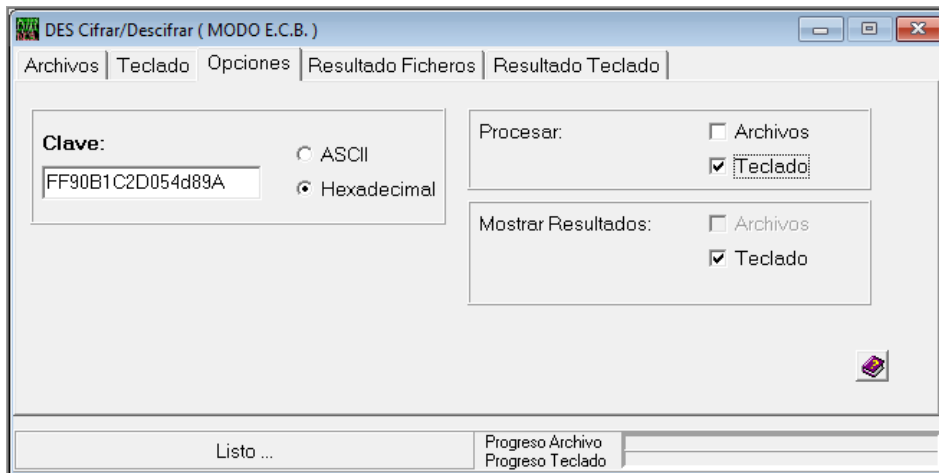 DES Cifrar/Descifrar ( MODO E.C.B. )
Archivos Teclado Opciones Resultado Ficheros Resultado Teclado
Clave:
FF90B1C2D054d89A
ASCII
Hexadecimal
Procesar:
Archivos
Teclado
Mostrar Resultados:
Archivos
Teclado
Listo ...
Progreso Archivo
Progreso Teclado